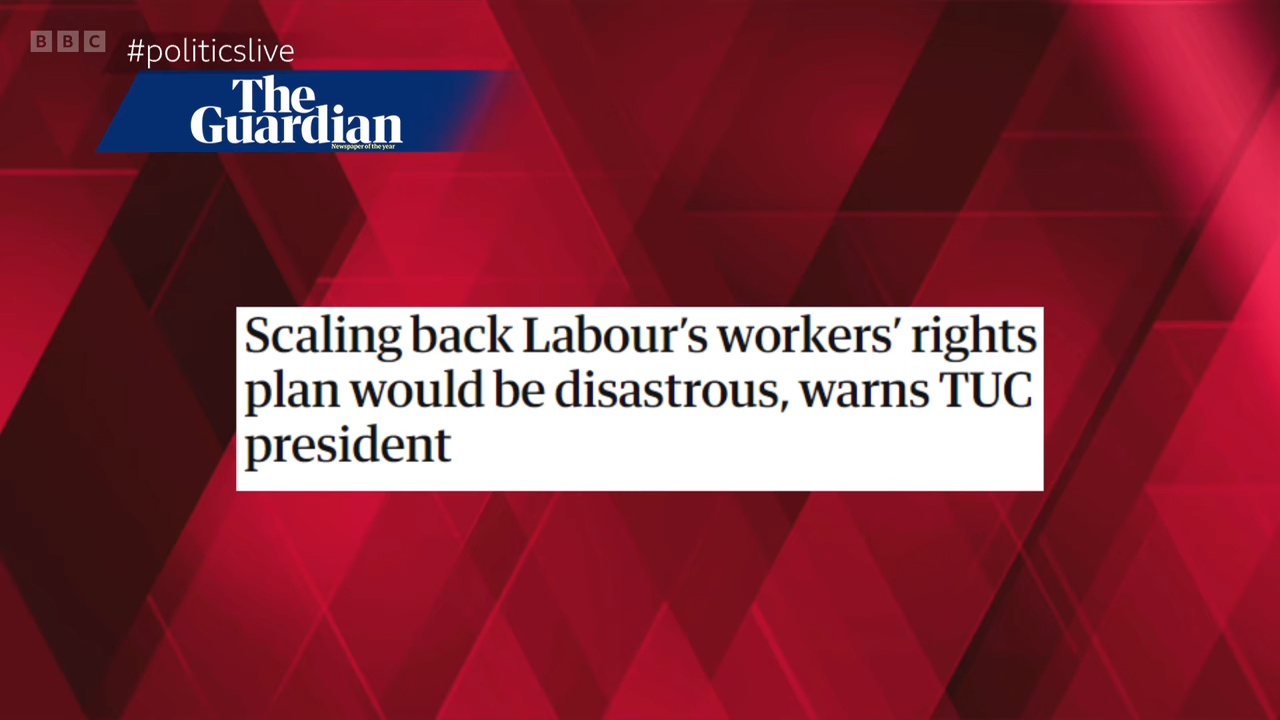 BBC
#politicslive
The
Guardian
Newspaper of the year
Scaling back Labour’s workers’ rights
plan would be disastrous, warns TUC
president